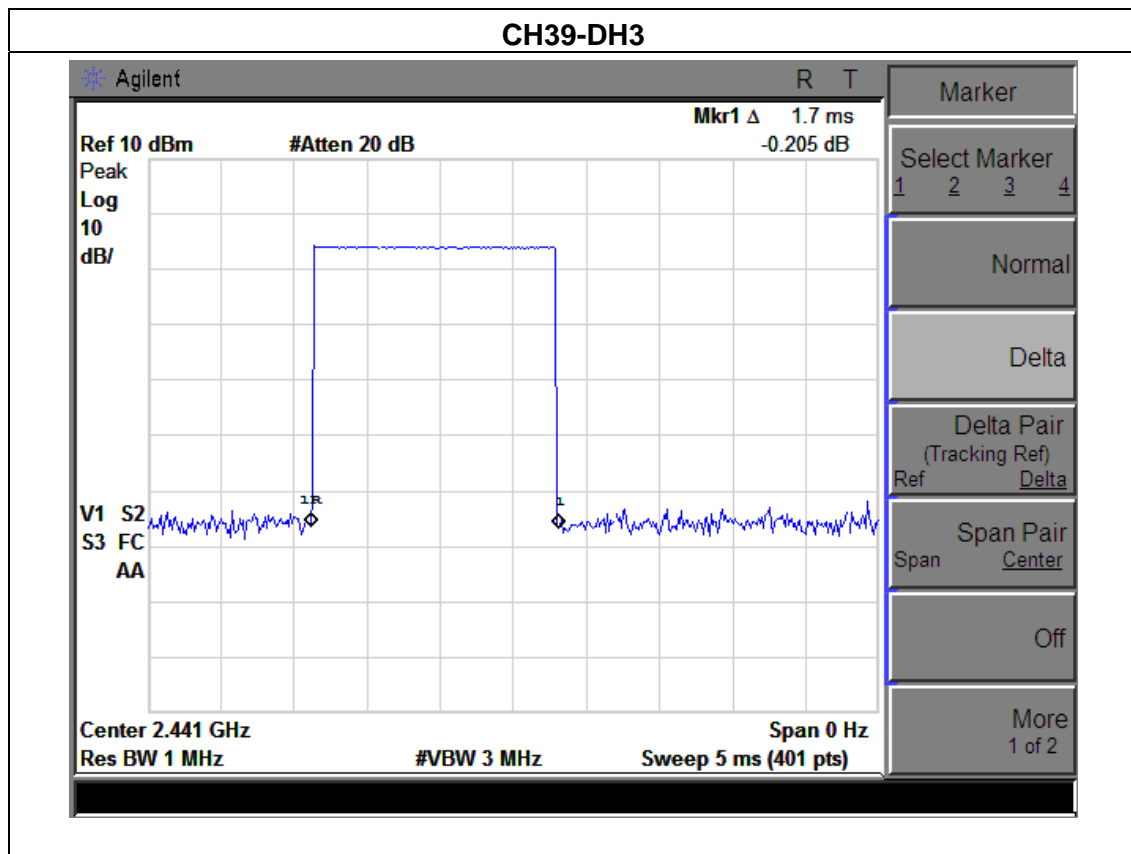 CH39-DH3
Agilent R T
Mkr1 Δ 1.7 ms
Ref 10 dBm #Atten 20 dB -0.205 dB
Peak
Log
10
dB/
1R
1
V1 S2
S3 FC
AA
Center 2.441 GHz Span 0 Hz
Res BW 1 MHz #VBW 3 MHz Sweep 5 ms (401 pts)
Marker
Select Marker
1 2 3 4
Normal
Delta
Delta Pair
(Tracking Ref)
Ref Delta
Span Pair
Span Center
Off
More
1 of 2